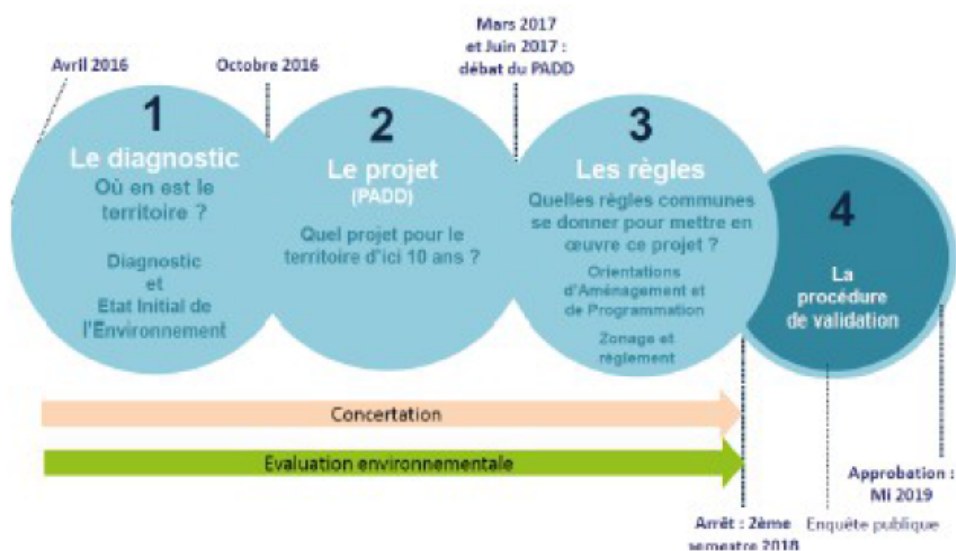 Avril 2016
Octobre 2016
Mars 2017
et Juin 2017 :
débat du PADD
1
Le diagnostic
Où en est le
territoire ?
Diagnostic
et
Etat Initial de
l'Environnement
2
Le projet
(PADD)
Quel projet pour le
territoire d'ici 10 ans ?
3
Les règles
Quelles règles communes
se donner pour mettre en
œuvre ce projet ?
Orientations
d'Aménagement et
de Programmation
Zonage et
règlement
4
La
procédure
de validation
Concertation
Evaluation environnementale
Arrêt : 2ème
semestre 2018
Enquête publique
Approbation :
Mi 2019